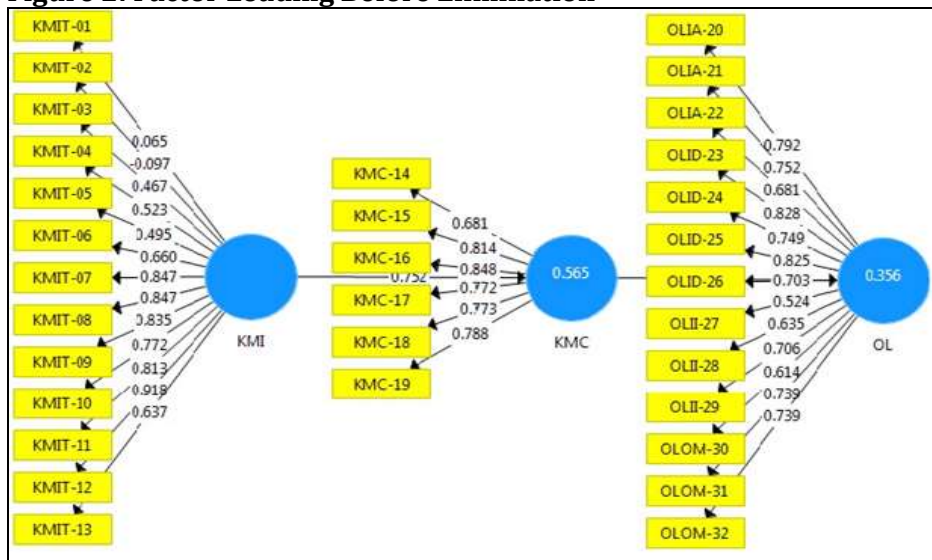 KMIT-01
KMIT-02
KMIT-03
KMIT-04
KMIT-05
KMIT-06
KMIT-07
KMIT-08
KMIT-09
KMIT-10
KMIT-11
KMIT-12
KMIT-13
0.065
-0.097
0.467
0.523
0.495
0.660
0.847
0.847
0.835
0.772
0.813
0.918
0.637
KMI
0.752
KMC-14
KMC-15
KMC-16
KMC-17
KMC-18
KMC-19
0.681
0.814
0.848
0.772
0.773
0.788
0.565
KMC
OLIA-20
OLIA-21
OLIA-22
OLID-23
OLID-24
OLID-25
OLID-26
OLII-27
OLII-28
OLII-29
OLOM-30
OLOM-31
OLOM-32
0.792
0.752
0.681
0.828
0.749
0.825
0.703
0.524
0.635
0.706
0.614
0.739
0.739
0.356
OL